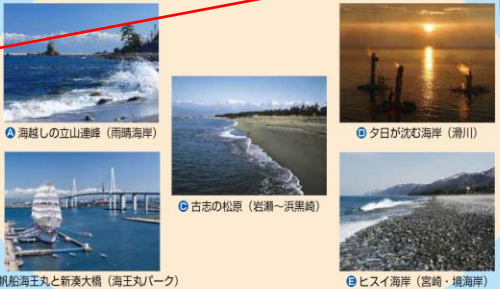 A 海越しの立山連峰（雨晴海岸）
帆船海王丸と新湊大橋（海王丸パーク）
C 古志の松原（岩瀬～浜黒崎）
D 夕日が沈む海岸（滑川）
E ヒスイ海岸（宮崎・境海岸）